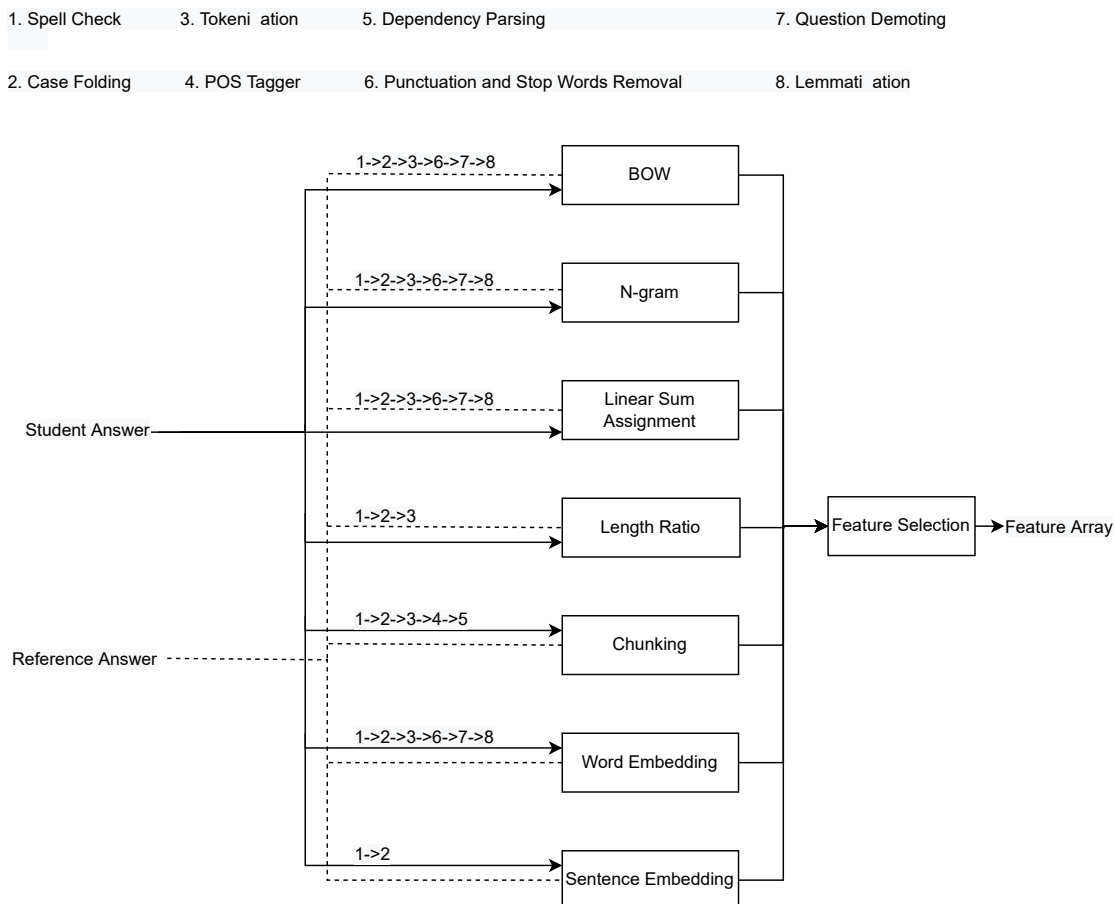 1. Spell Check 3. Tokeni ation 5. Dependency Parsing 7. Question Demoting
2. Case Folding 4. POS Tagger 6. Punctuation and Stop Words Removal 8. Lemmati ation
1->2->3->6->7->8
BOW
1->2->3->6->7->8
N-gram
1->2->3->6->7->8
Linear Sum
Assignment
Student Answer
1->2->3
Length Ratio
Feature Selection
Feature Array
1->2->3->4->5
Chunking
Reference Answer
1->2->3->6->7->8
Word Embedding
1->2
Sentence Embedding